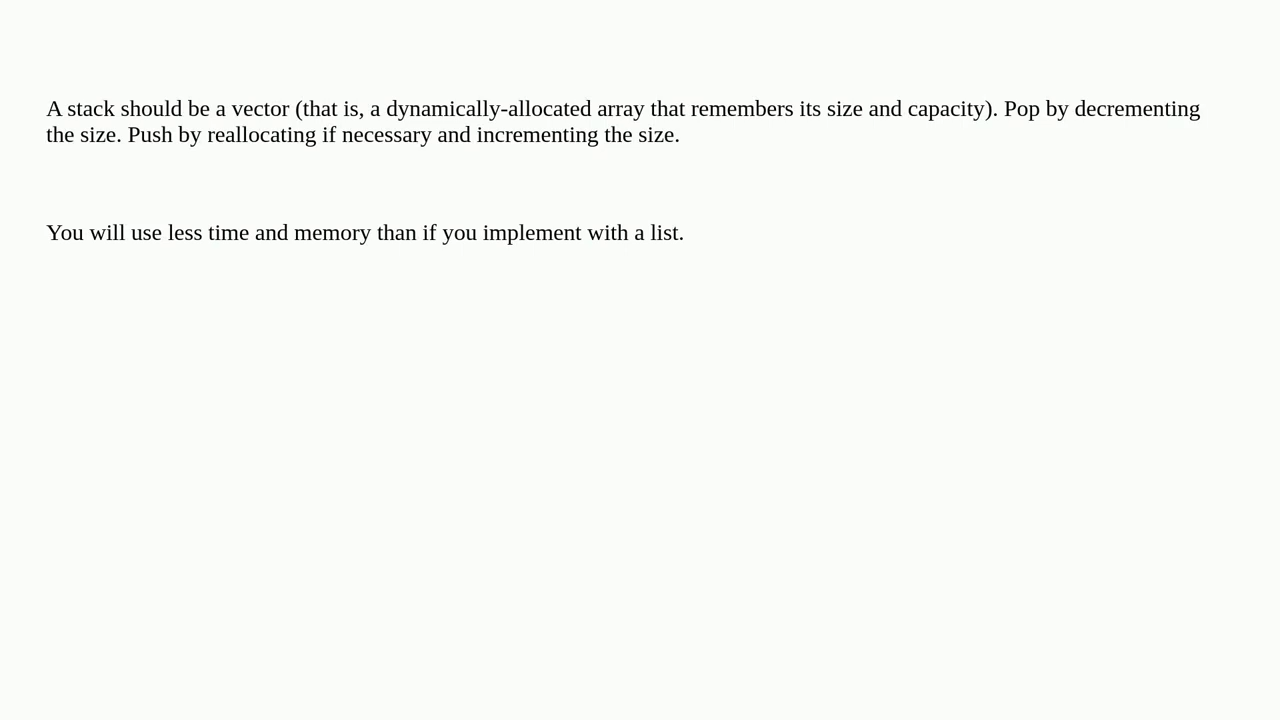 A stack should be a vector (that is, a dynamically-allocated array that remembers its size and capacity). Pop by decrementing
the size. Push by reallocating if necessary and incrementing the size.
You will use less time and memory than if you implement with a list.